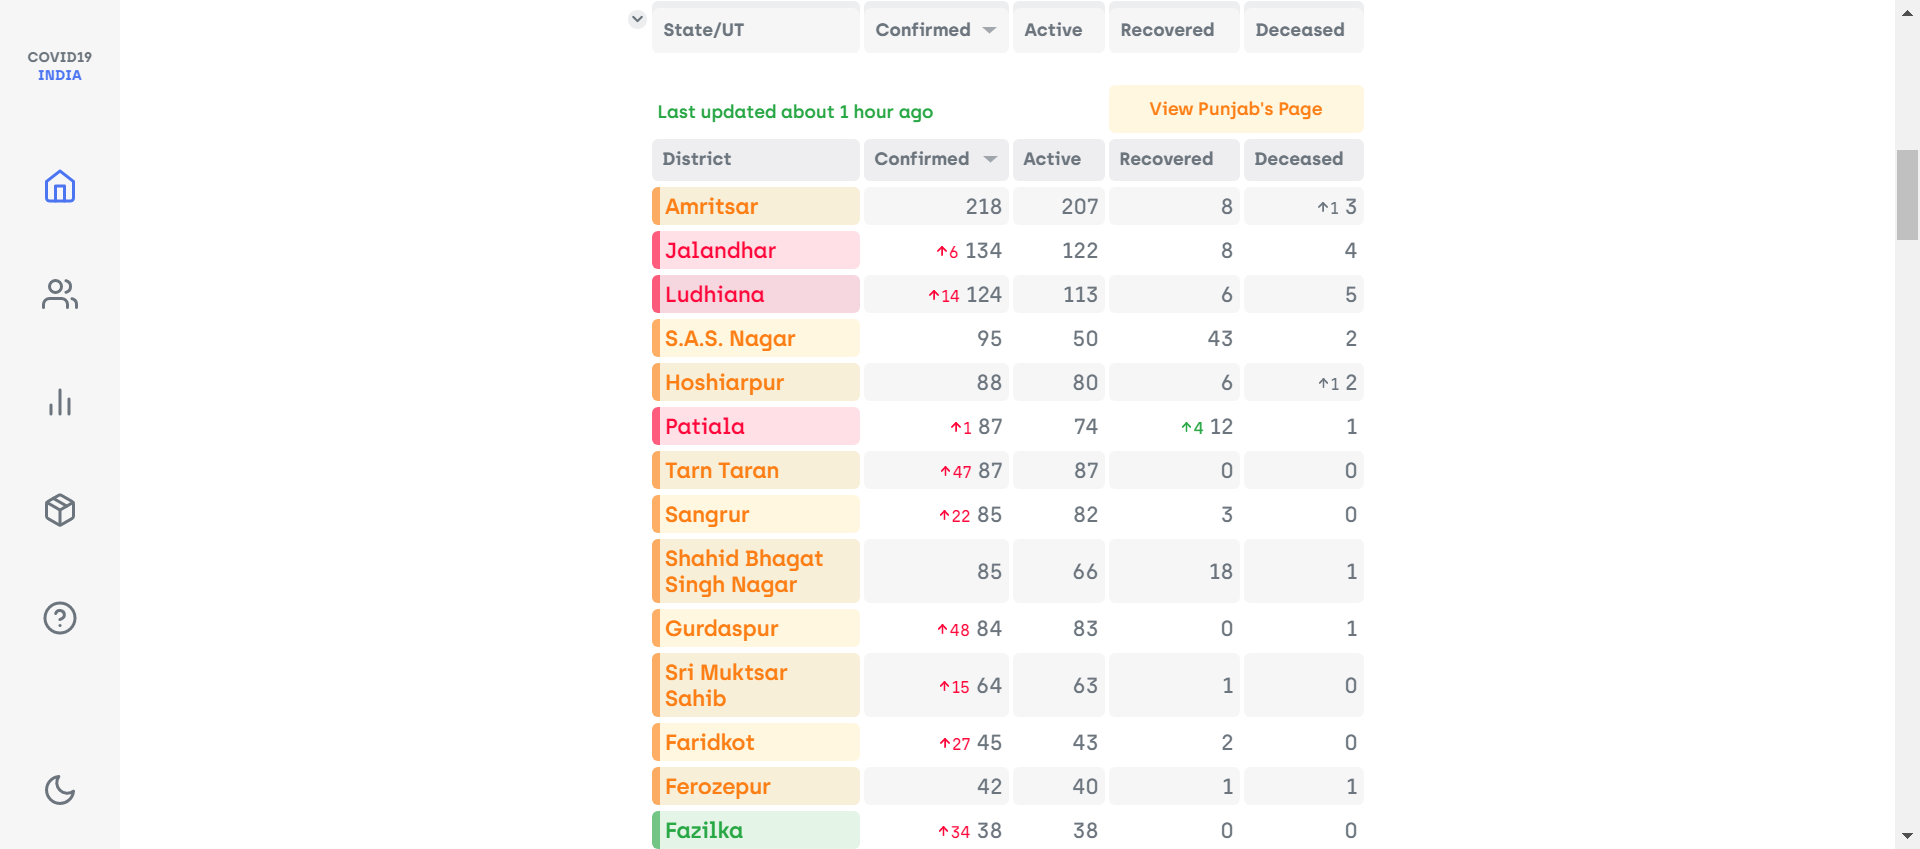 COVID19
INDIA
State/UT Confirmed Active Recovered Deceased
Last updated about 1 hour ago
View Punjab's Page
District Confirmed Active Recovered Deceased
Amritsar 218 207 8 ↑1 3
Jalandhar ↑6 134 122 8 4
Ludhiana ↑14 124 113 6 5
S.A.S. Nagar 95 50 43 2
Hoshiarpur 88 80 6 ↑1 2
Patiala ↑1 87 74 ↑4 12 1
Tarn Taran ↑47 87 87 0 0
Sangrur ↑22 85 82 3 0
Shahid Bhagat
Singh Nagar 85 66 18 1
Gurdaspur ↑48 84 83 0 1
Sri Muktsar
Sahib ↑15 64 63 1 0
Faridkot ↑27 45 43 2 0
Ferozepur 42 40 1 1
Fazilka ↑34 38 38 0 0